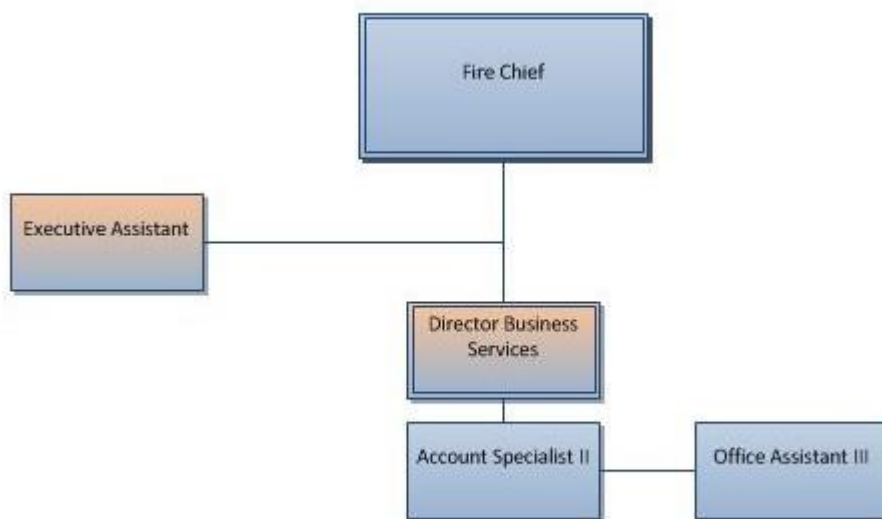 Fire Chief
Executive Assistant
Director Business
Services
Account Specialist II
Office Assistant III